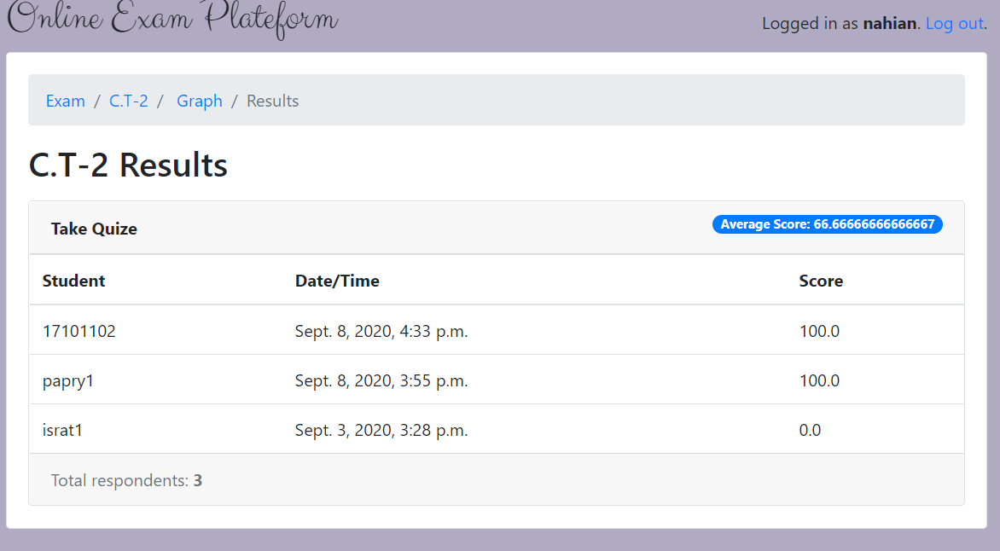 Online Exam Plateform
Logged in as nahian. Log out.
Exam / C.T-2 / Graph / Results
C.T-2 Results
Take Quize
Average Score: 66.66666666666667
Student Date/Time Score
17101102 Sept. 8, 2020, 4:33 p.m. 100.0
papry1 Sept. 8, 2020, 3:55 p.m. 100.0
israt1 Sept. 3, 2020, 3:28 p.m. 0.0
Total respondents: 3